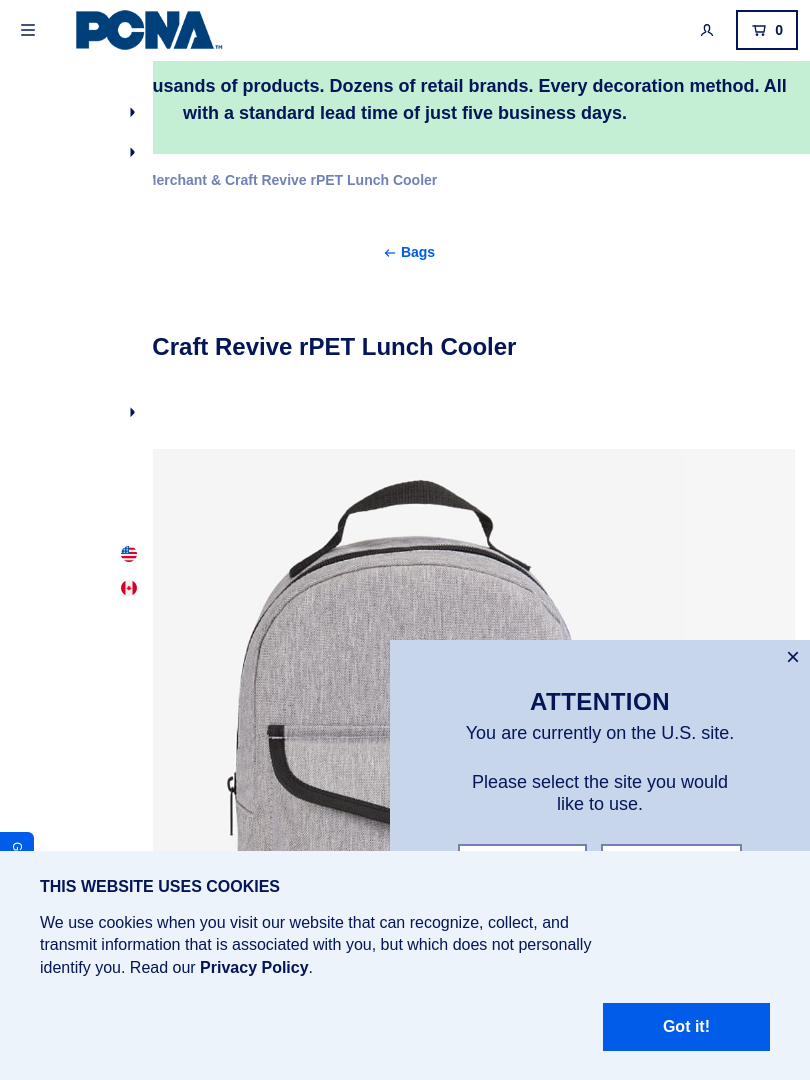 PCNA™
0
usands of products. Dozens of retail brands. Every decoration method. All
with a standard lead time of just five business days.
Merchant & Craft Revive rPET Lunch Cooler
← Bags
Craft Revive rPET Lunch Cooler
ATTENTION
You are currently on the U.S. site.
Please select the site you would
like to use.
G
THIS WEBSITE USES COOKIES
We use cookies when you visit our website that can recognize, collect, and
transmit information that is associated with you, but which does not personally
identify you. Read our Privacy Policy.
Got it!